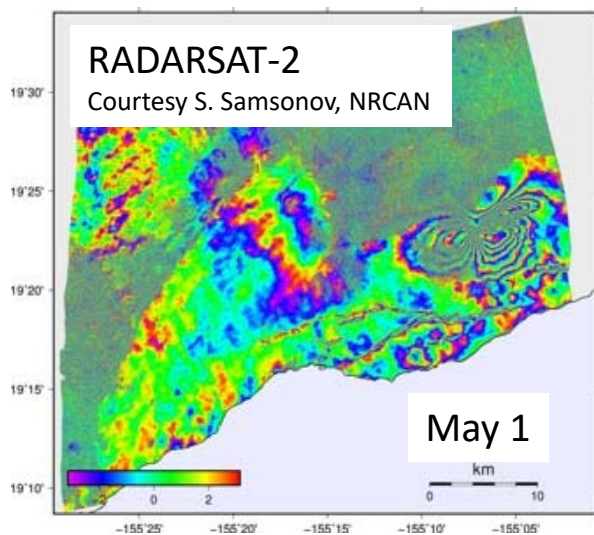 RADARSAT-2
Courtesy S. Samsonov, NRCAN
19˚30'
19˚25'
19˚20'
19˚15'
19˚10'
May 1
km
0 10
-2 0 2
-155˚25' -155˚20' -155˚15' -155˚10' -155˚05'